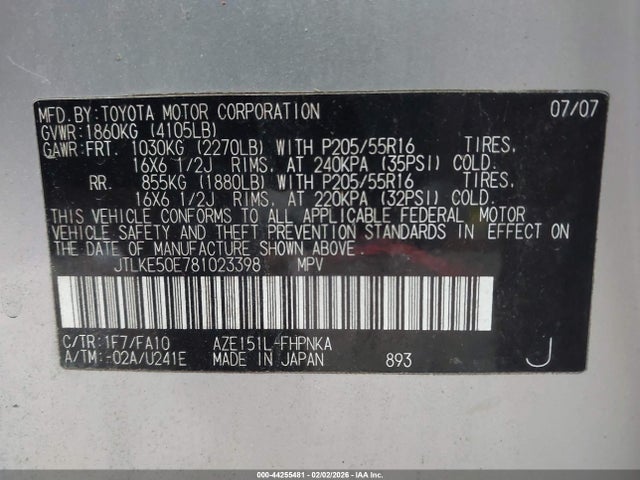 MFD.BY:TOYOTA MOTOR CORPORATION 07/07
GVWR:1860KG (4105LB)
GAWR:FRT. 1030KG (2270LB) WITH P205/55R16 TIRES,
16X6 1/2J RIMS, AT 240KPA (35PSI) COLD.
RR. 855KG (1880LB) WITH P205/55R16 TIRES,
16X6 1/2J RIMS, AT 220KPA (32PSI) COLD.
THIS VEHICLE CONFORMS TO ALL APPLICABLE FEDERAL MOTOR
VEHICLE SAFETY AND THEFT PREVENTION STANDARDS IN EFFECT ON
THE DATE OF MANUFACTURE SHOWN ABOVE.
JTLKE50E781023398 MPV
C/TR:1F7/FA10 AZE151L-FHPNKA
A/TM:-02A/U241E MADE IN JAPAN 893 J
000-44255481 - 02/02/2026 - IAAI.COM